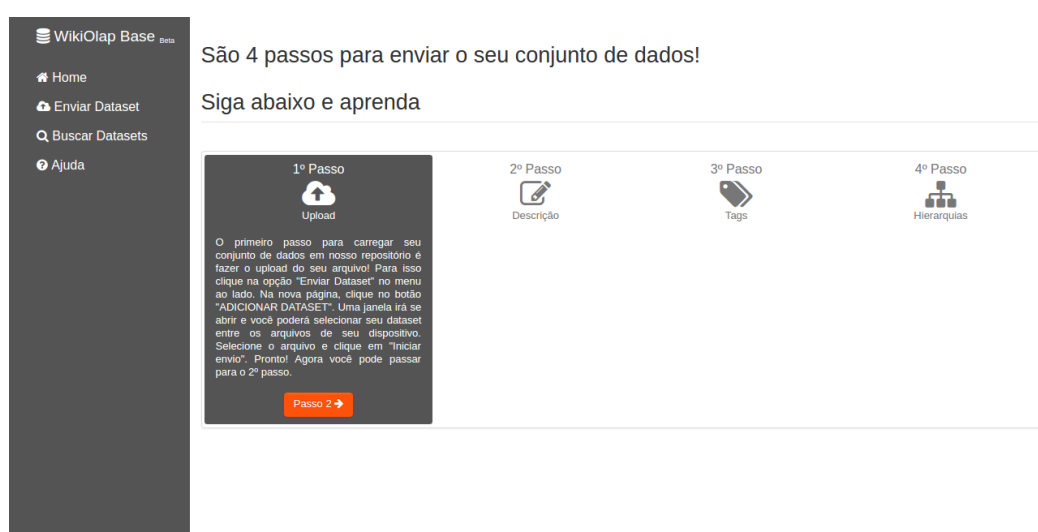 WikiOlap Base Beta
Home
Enviar Dataset
Buscar Datasets
Ajuda
São 4 passos para enviar o seu conjunto de dados!
Siga abaixo e aprenda
1º Passo
Upload
O primeiro passo para carregar seu
conjunto de dados em nosso repositório é
fazer o upload do seu arquivo! Para isso
clique na opção "Enviar Dataset" no menu
ao lado. Na nova página, clique no botão
"ADICIONAR DATASET". Uma janela irá se
abrir e você poderá selecionar seu dataset
entre os arquivos de seu dispositivo.
Selecione o arquivo e clique em "Iniciar
envio". Pronto! Agora você pode passar
para o 2º passo.
Passo 2
2º Passo
Descrição
3º Passo
Tags
4º Passo
Hierarquias